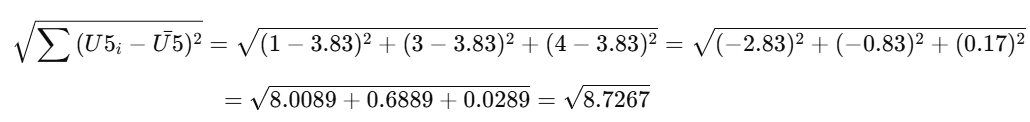 √∑(U5ᵢ − Ū5)² = √(1 − 3.83)² + (3 − 3.83)² + (4 − 3.83)² = √(−2.83)² + (−0.83)² + (0.17)²
= √8.0089 + 0.6889 + 0.0289 = √8.7267